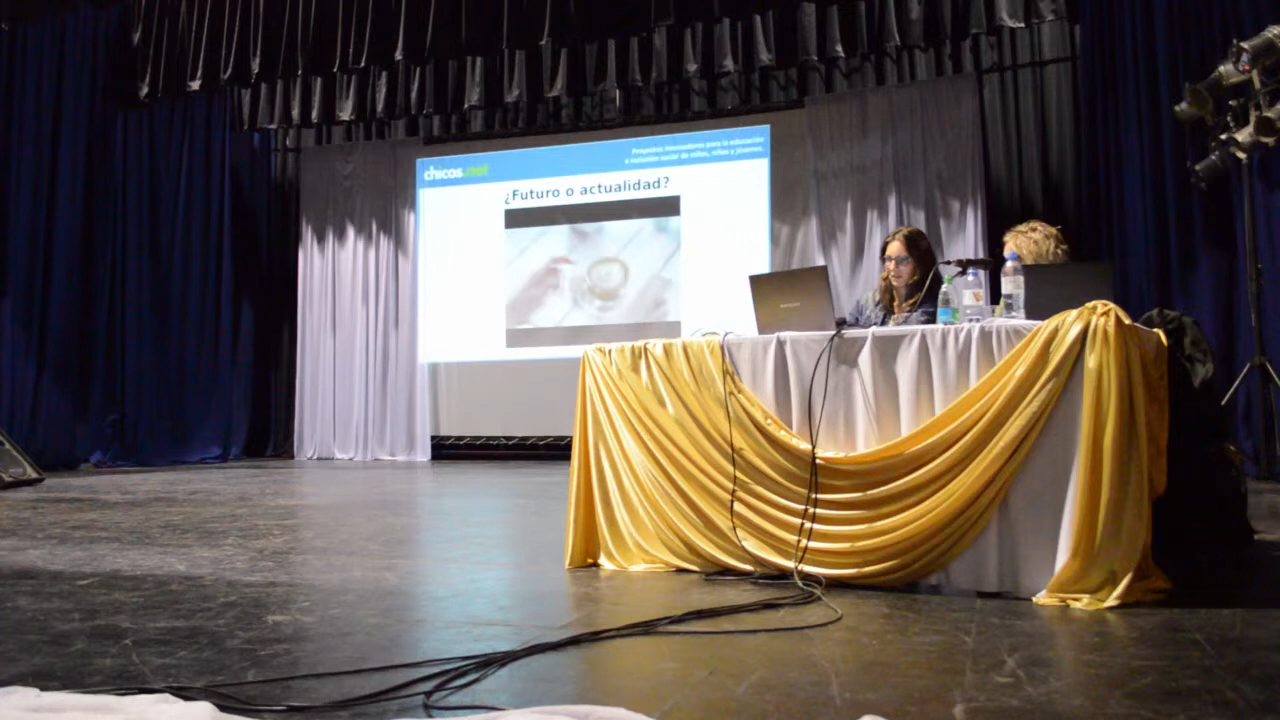 chicos.net
Proyectos innovadores para la educación
e inclusión social de niños, niñas y jóvenes.
¿Futuro o actualidad?